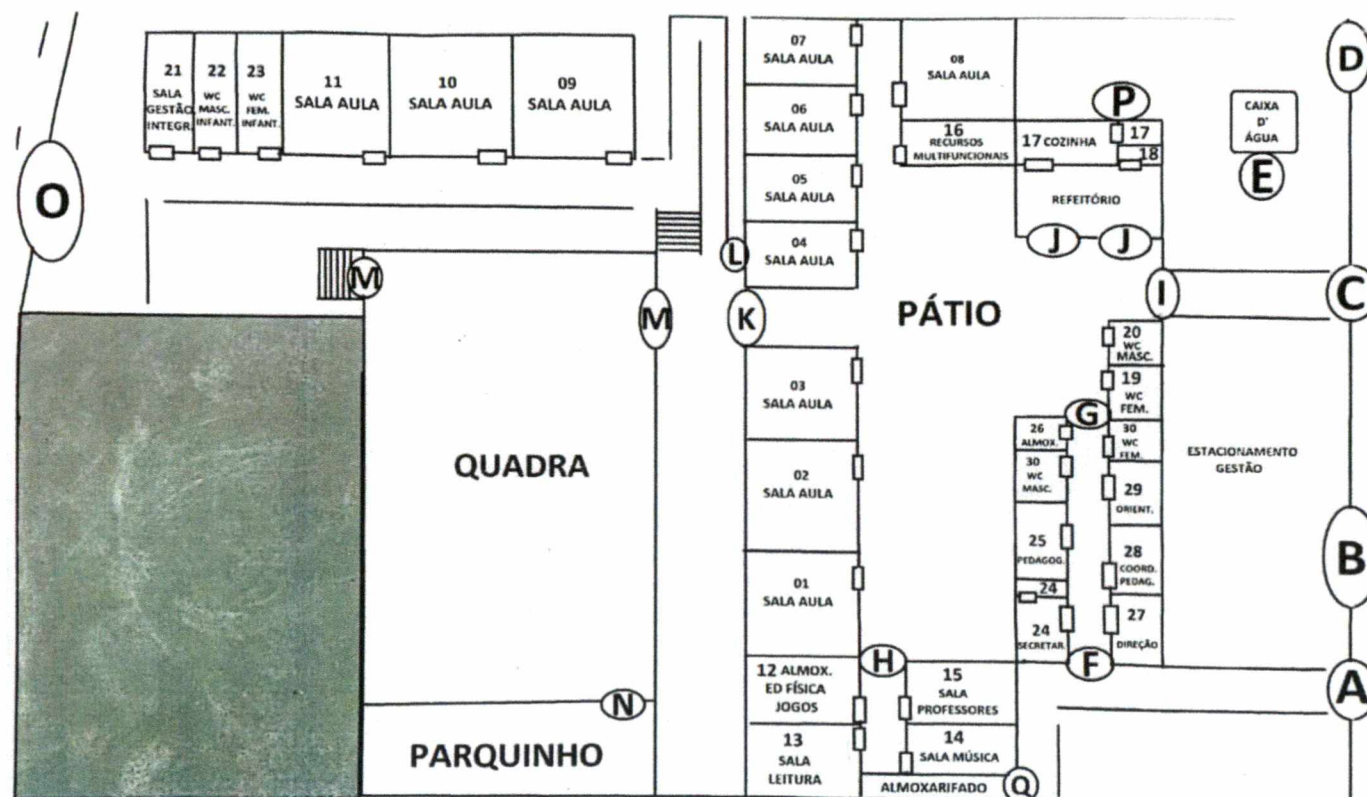 21
SALA
GESTÃO
INTEGR.
22
WC
MASC.
INFANT.
23
WC
FEM.
INFANT.
11
SALA AULA
10
SALA AULA
09
SALA AULA
07
SALA AULA
06
SALA AULA
05
SALA AULA
04
SALA AULA
08
SALA AULA
16
RECURSOS
MULTIFUNCIONAIS
17 COZINHA
17
18
P
REFEITÓRIO
J
J
CAIXA
D'
ÁGUA
E
D
O
M
M
L
K
PÁTIO
I
C
20
WC
MASC.
19
WC
FEM.
G
30
WC
FEM.
29
ORIENT.
28
COORD.
PEDAG.
27
DIREÇÃO
26
ALMOX.
30
WC
MASC.
25
PEDAGOG.
24
24
SECRETAR.
ESTACIONAMENTO
GESTÃO
B
03
SALA AULA
02
SALA AULA
01
SALA AULA
QUADRA
N
PARQUINHO
12 ALMOX.
ED FÍSICA
JOGOS
13
SALA
LEITURA
H
15
SALA
PROFESSORES
14
SALA MÚSICA
ALMOXARIFADO
Q
F
A